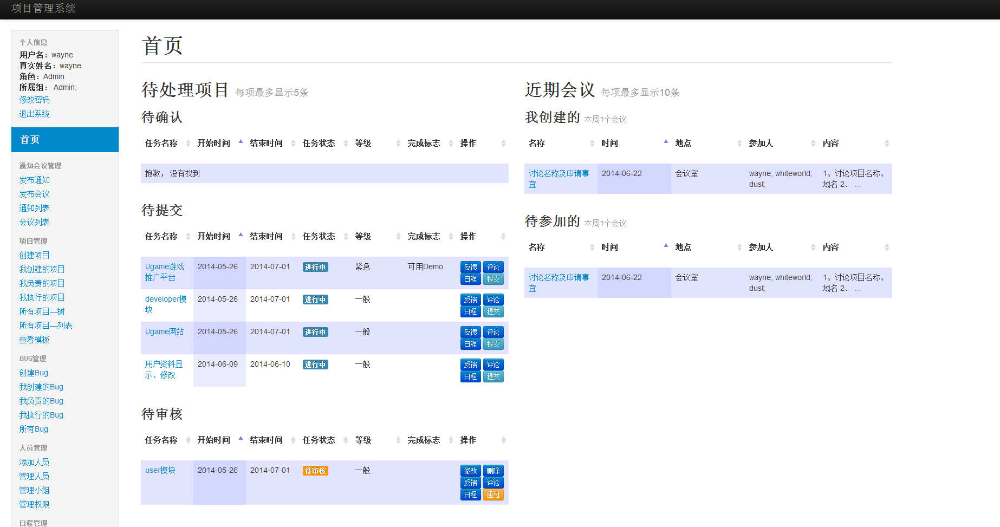 项目管理系统
个人信息
用户名：wayne
真实姓名：wayne
角色：Admin
所属组： Admin;
修改密码
退出系统
首页
通知会议管理
发布通知
发布会议
通知列表
会议列表
项目管理
创建项目
我创建的项目
我负责的项目
我执行的项目
所有项目—树
所有项目—列表
查看模板
BUG管理
创建Bug
我创建的Bug
我负责的Bug
我执行的Bug
所有Bug
人员管理
添加人员
管理人员
管理小组
管理权限
日程管理
首页
待处理项目 每项最多显示5条
待确认
任务名称 开始时间 结束时间 任务状态 等级 完成标志 操作
抱歉， 没有找到
待提交
任务名称 开始时间 结束时间 任务状态 等级 完成标志 操作
Ugame游戏 2014-05-26 2014-07-01 进行中 紧急 可用Demo 反馈 评论
推广平台 日程 提交
developer模 2014-05-26 2014-07-01 进行中 一般 反馈 评论
块 日程 提交
Ugame网站 2014-05-26 2014-07-01 进行中 一般 反馈 评论
日程 提交
用户资料显 2014-06-09 2014-06-10 进行中 一般 反馈 评论
示、修改 日程 提交
待审核
任务名称 开始时间 结束时间 任务状态 等级 完成标志 操作
user模块 2014-05-26 2014-07-01 待审核 一般 修改 删除
反馈 评论
日程 通过
近期会议 每项最多显示10条
我创建的 本周1个会议
名称 时间 地点 参加人 内容
讨论名称及申请事 2014-06-22 会议室 wayne; whiteworld; 1、讨论项目名称、
宜 dust; 域名 2、 ...
待参加的 本周1个会议
名称 时间 地点 参加人 内容
讨论名称及申请事 2014-06-22 会议室 wayne; whiteworld; 1、讨论项目名称、
宜 dust; 域名 2、 ...